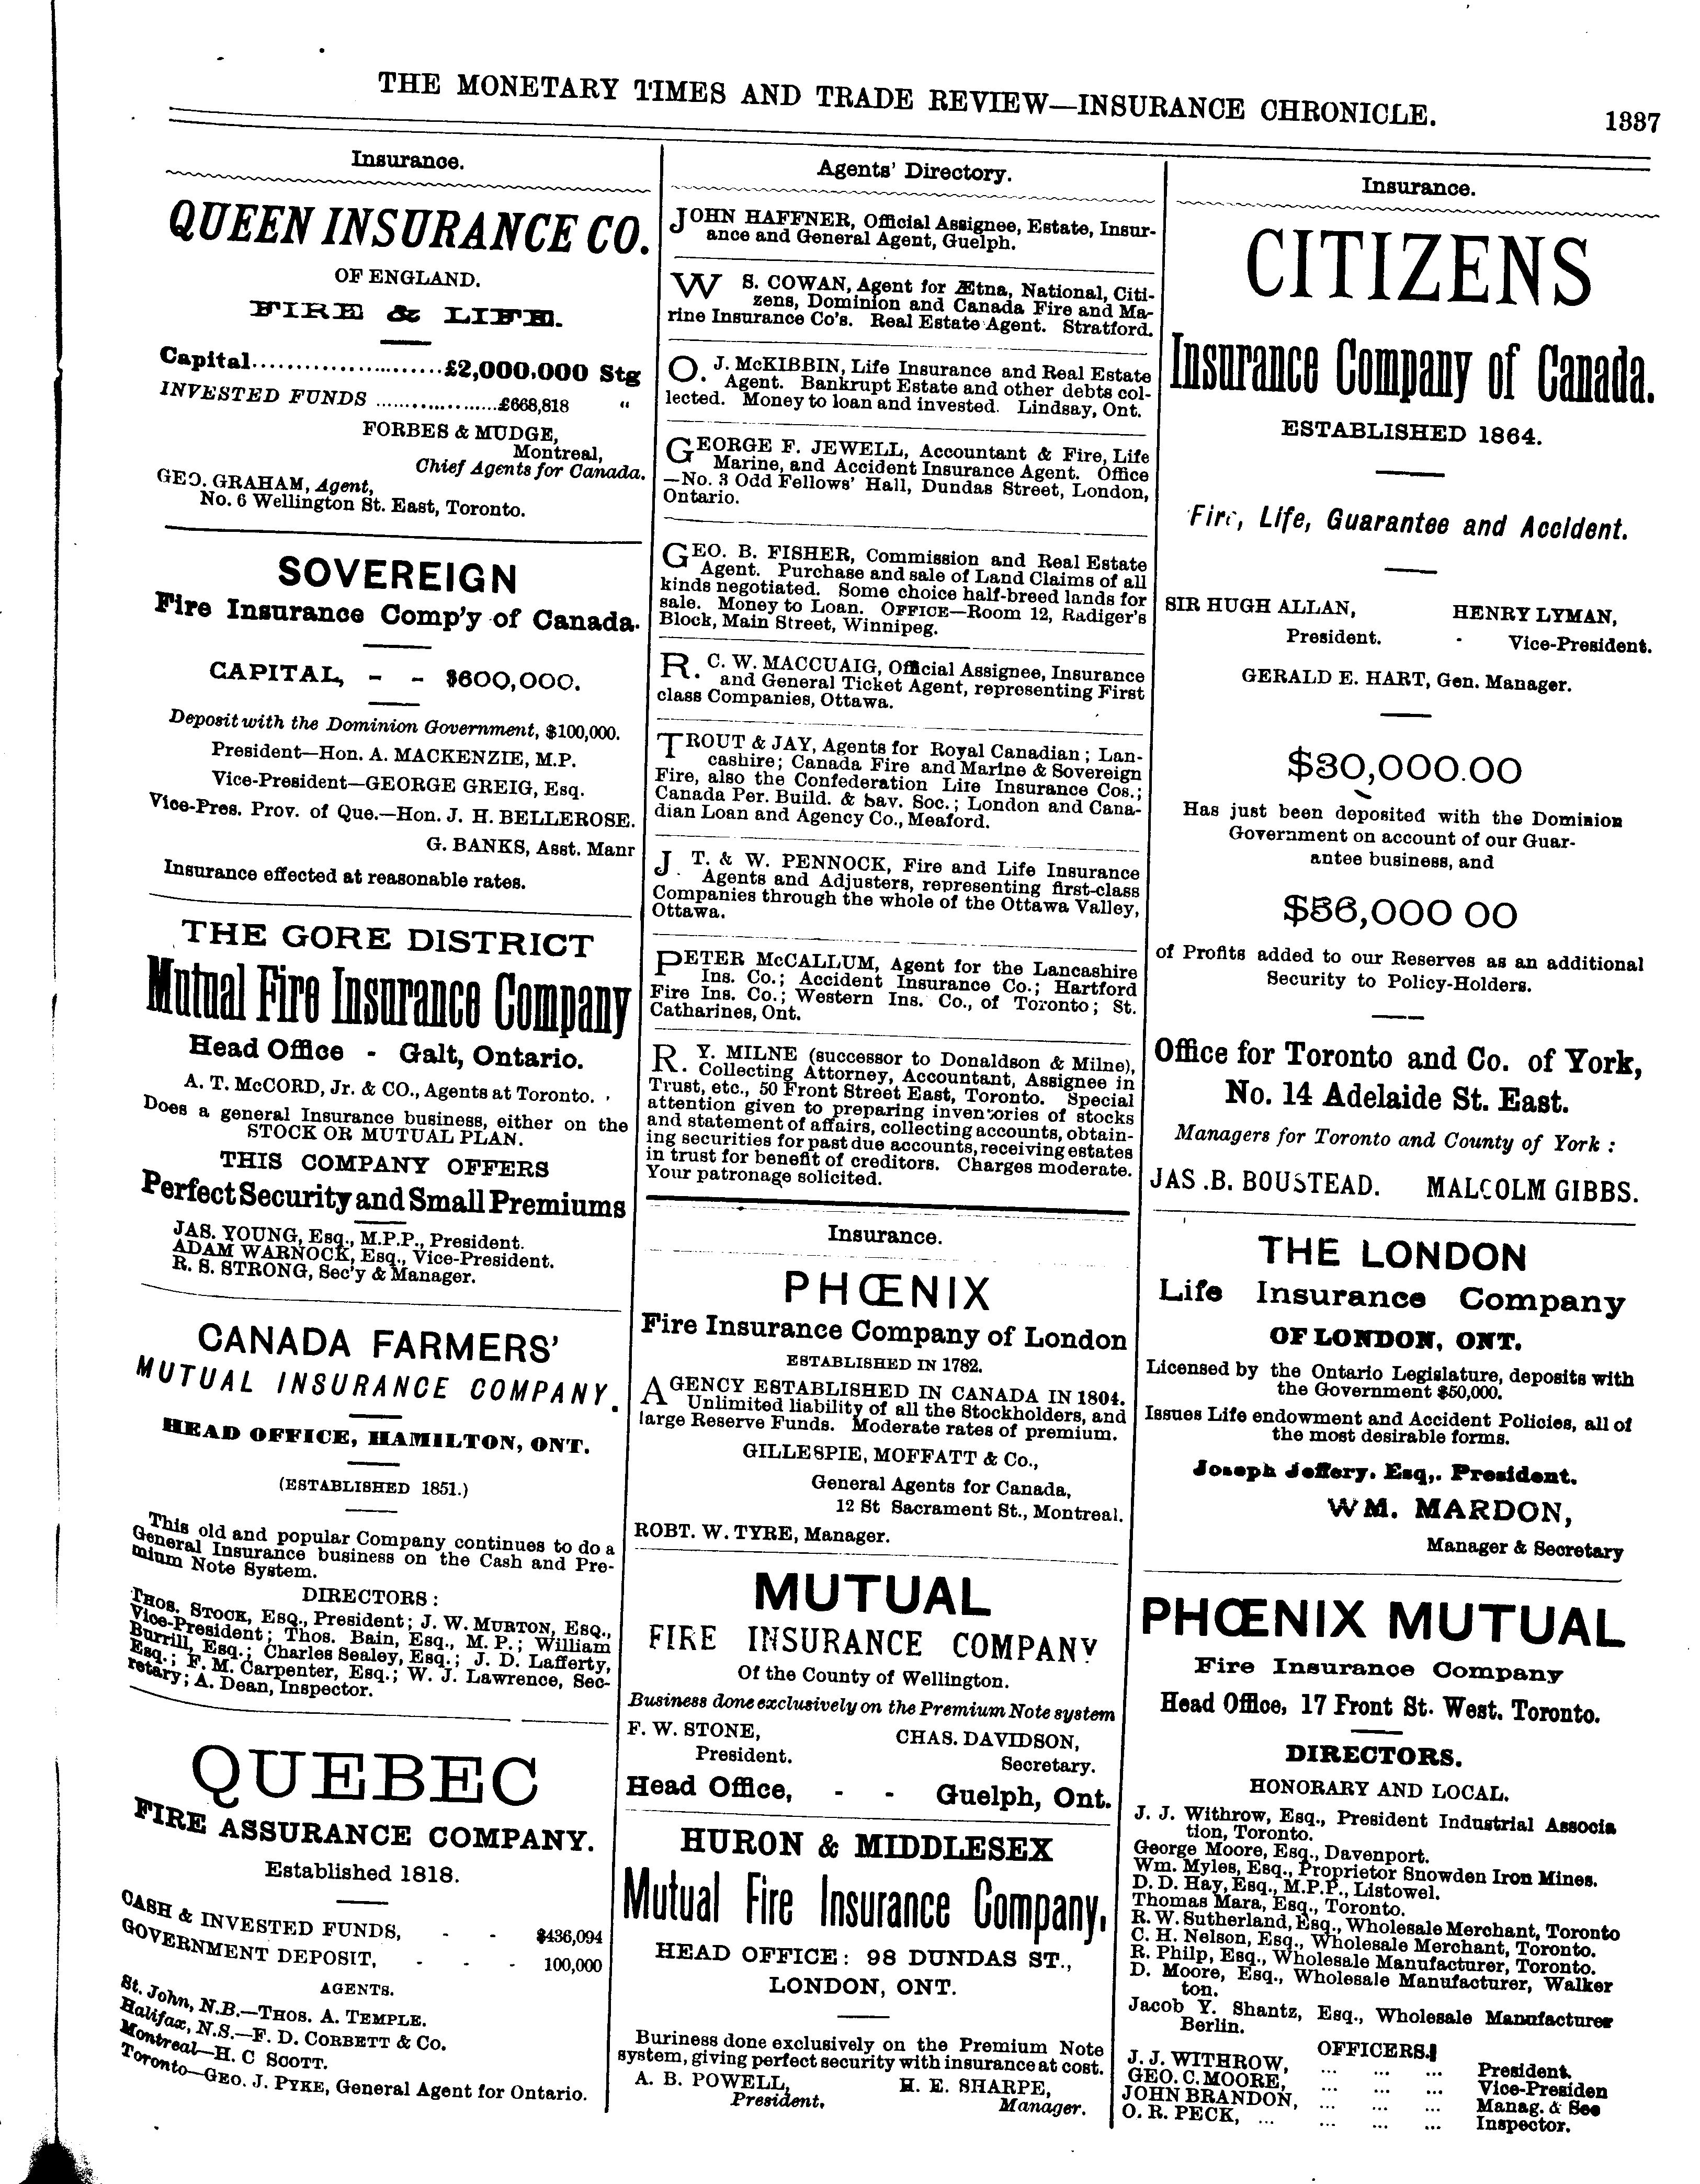 THE MONETARY TIMES AND TRADE REVIEW—INSURANCE CHRONICLE. 1337
Insurance.
QUEEN INSURANCE CO.
OF ENGLAND.
FIRE & LIFE.
Capital........................£2,000,000 Stg
INVESTED FUNDS ..................£668,818 "
FORBES & MUDGE,
Montreal,
Chief Agents for Canada.
GEO. GRAHAM, Agent,
No. 6 Wellington St. East, Toronto.
SOVEREIGN
Fire Insurance Comp'y of Canada.
CAPITAL, - - $600,000.
Deposit with the Dominion Government, $100,000.
President—Hon. A. MACKENZIE, M.P.
Vice-President—GEORGE GREIG, Esq.
Vice-Pres. Prov. of Que.—Hon. J. H. BELLEROSE.
G. BANKS, Asst. Manr
Insurance effected at reasonable rates.
THE GORE DISTRICT
Mutual Fire Insurance Company
Head Office - Galt, Ontario.
A. T. McCORD, Jr. & CO., Agents at Toronto.
Does a general Insurance business, either on the
STOCK OR MUTUAL PLAN.
THIS COMPANY OFFERS
Perfect Security and Small Premiums
JAS. YOUNG, Esq., M.P.P., President.
ADAM WARNOCK, Esq., Vice-President.
R. S. STRONG, Sec'y & Manager.
CANADA FARMERS'
MUTUAL INSURANCE COMPANY.
HEAD OFFICE, HAMILTON, ONT.
(ESTABLISHED 1851.)
This old and popular Company continues to do a
General Insurance business on the Cash and Pre-
mium Note System.
DIRECTORS:
THOS. STOCK, ESQ., President; J. W. MURTON, ESQ.,
Vice-President; Thos. Bain, Esq., M. P.; William
Burrill, Esq.; Charles Sealey, Esq.; J. D. Lafferty,
Esq.; F. M. Carpenter, Esq.; W. J. Lawrence, Sec-
retary; A. Dean, Inspector.
QUEBEC
FIRE ASSURANCE COMPANY.
Established 1818.
CASH & INVESTED FUNDS, - - $436,094
GOVERNMENT DEPOSIT, - - - 100,000
AGENTS.
St. John, N.B.—THOS. A. TEMPLE.
Halifax, N.S.—F. D. CORBETT & CO.
Montreal—H. C SCOTT.
Toronto—GEO. J. PYKE, General Agent for Ontario.
Agents' Directory.
JOHN HAFFNER, Official Assignee, Estate, Insur-
ance and General Agent, Guelph.
W S. COWAN, Agent for Ætna, National, Citi-
zens, Dominion and Canada Fire and Ma-
rine Insurance Co's. Real Estate Agent. Stratford.
O. J. McKIBBIN, Life Insurance and Real Estate
Agent. Bankrupt Estate and other debts col-
lected. Money to loan and invested. Lindsay, Ont.
GEORGE F. JEWELL, Accountant & Fire, Life
Marine, and Accident Insurance Agent. Office
—No. 3 Odd Fellows' Hall, Dundas Street, London,
Ontario.
GEO. B. FISHER, Commission and Real Estate
Agent. Purchase and sale of Land Claims of all
kinds negotiated. Some choice half-breed lands for
sale. Money to Loan. OFFICE—Room 12, Radiger's
Block, Main Street, Winnipeg.
R. C. W. MACCUAIG, Official Assignee, Insurance
and General Ticket Agent, representing First
class Companies, Ottawa.
TROUT & JAY, Agents for Royal Canadian; Lan-
cashire; Canada Fire and Marine & Sovereign
Fire, also the Confederation Life Insurance Cos.;
Canada Per. Build. & Sav. Soc.; London and Cana-
dian Loan and Agency Co., Meaford.
J. T. & W. PENNOCK, Fire and Life Insurance
Agents and Adjusters, representing first-class
Companies through the whole of the Ottawa Valley,
Ottawa.
PETER McCALLUM, Agent for the Lancashire
Ins. Co.; Accident Insurance Co.; Hartford
Fire Ins. Co.; Western Ins. Co., of Toronto; St.
Catharines, Ont.
R. Y. MILNE (successor to Donaldson & Milne),
Collecting Attorney, Accountant, Assignee in
Trust, etc., 50 Front Street East, Toronto. Special
attention given to preparing inventories of stocks
and statement of affairs, collecting accounts, obtain-
ing securities for past due accounts, receiving estates
in trust for benefit of creditors. Charges moderate.
Your patronage solicited.
Insurance.
PHŒNIX
Fire Insurance Company of London
ESTABLISHED IN 1782.
AGENCY ESTABLISHED IN CANADA IN 1804.
Unlimited liability of all the Stockholders, and
large Reserve Funds. Moderate rates of premium.
GILLESPIE, MOFFATT & Co.,
General Agents for Canada,
12 St Sacrament St., Montreal.
ROBT. W. TYRE, Manager.
MUTUAL
FIRE INSURANCE COMPANY
Of the County of Wellington.
Business done exclusively on the Premium Note system
F. W. STONE, CHAS. DAVIDSON,
President. Secretary.
Head Office, - - Guelph, Ont.
HURON & MIDDLESEX
Mutual Fire Insurance Company,
HEAD OFFICE: 98 DUNDAS ST.,
LONDON, ONT.
Buriness done exclusively on the Premium Note
system, giving perfect security with insurance at cost.
A. B. POWELL, H. E. SHARPE,
President, Manager.
Insurance.
CITIZENS
Insurance Company of Canada.
ESTABLISHED 1864.
Fire, Life, Guarantee and Accident.
SIR HUGH ALLAN, HENRY LYMAN,
President. - Vice-President.
GERALD E. HART, Gen. Manager.
$30,000.00
Has just been deposited with the Dominion
Government on account of our Guar-
antee business, and
$56,000 00
of Profits added to our Reserves as an additional
Security to Policy-Holders.
Office for Toronto and Co. of York,
No. 14 Adelaide St. East.
Managers for Toronto and County of York:
JAS .B. BOUSTEAD. MALCOLM GIBBS.
THE LONDON
Life Insurance Company
OF LONDON, ONT.
Licensed by the Ontario Legislature, deposits with
the Government $50,000.
Issues Life endowment and Accident Policies, all of
the most desirable forms.
Joseph Jeffery. Esq,. President.
WM. MARDON,
Manager & Secretary
PHŒNIX MUTUAL
Fire Insurance Company
Head Office, 17 Front St. West. Toronto.
DIRECTORS.
HONORARY AND LOCAL.
J. J. Withrow, Esq., President Industrial Associa
tion, Toronto.
George Moore, Esq., Davenport.
Wm. Myles, Esq., Proprietor Snowden Iron Mines.
D. D. Hay, Esq., M.P.P., Listowel.
Thomas Mara, Esq., Toronto.
R. W. Sutherland, Esq., Wholesale Merchant, Toronto
C. H. Nelson, Esq., Wholesale Merchant, Toronto.
R. Philp, Esq., Wholesale Manufacturer, Toronto.
D. Moore, Esq., Wholesale Manufacturer, Walker
ton.
Jacob Y. Shantz, Esq., Wholesale Manufacturer
Berlin.
OFFICERS.
J. J. WITHROW, ... ... ... President.
GEO. C. MOORE, ... ... ... Vice-Presiden
JOHN BRANDON, ... ... ... Manag. & Sec
O. R. PECK, ... ... ... ... Inspector.